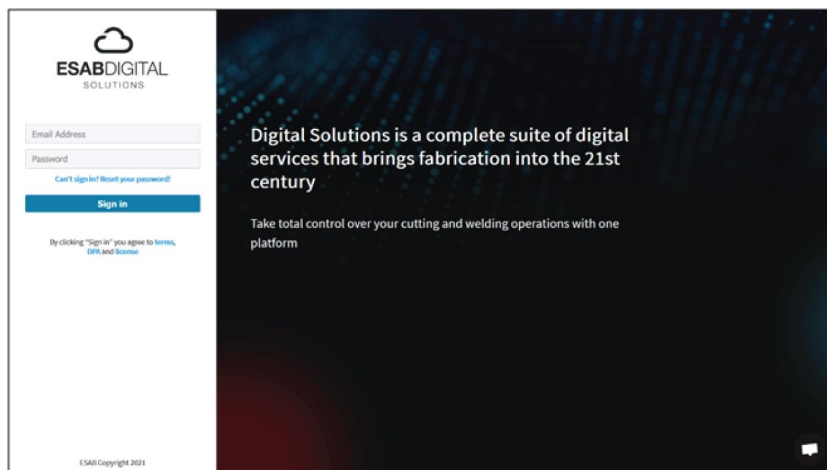 ESABDIGITAL
SOLUTIONS
Email Address
Password
Can't sign in? Reset your password!
Sign in
By clicking "Sign in" you agree to terms,
DPA and license
ESAB Copyright 2021
Digital Solutions is a complete suite of digital
services that brings fabrication into the 21st
century
Take total control over your cutting and welding operations with one
platform